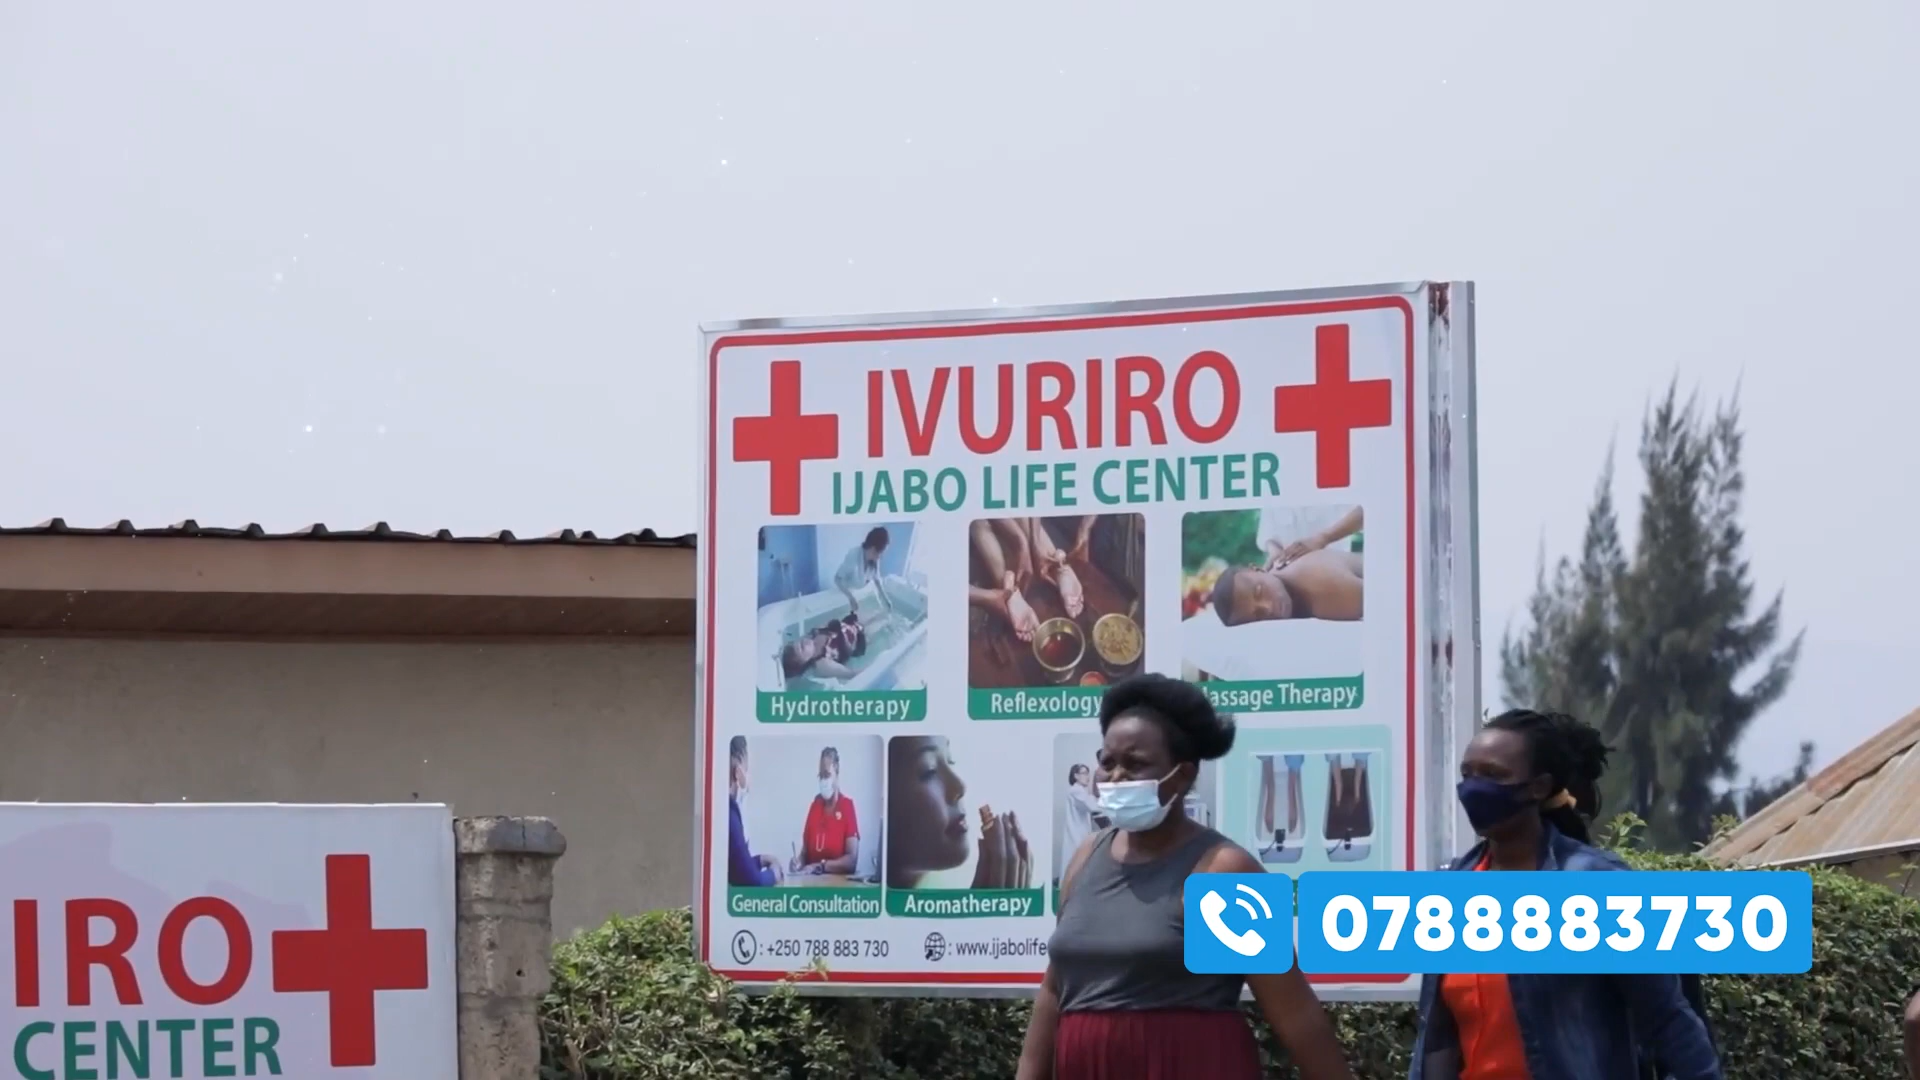 IVURIRO
IJABO LIFE CENTER
Hydrotherapy
Reflexology
Therapy
General Consultation
Aromatherapy
: +250 788 883 730
: www.ijabolife
IRO
CENTER
0788883730